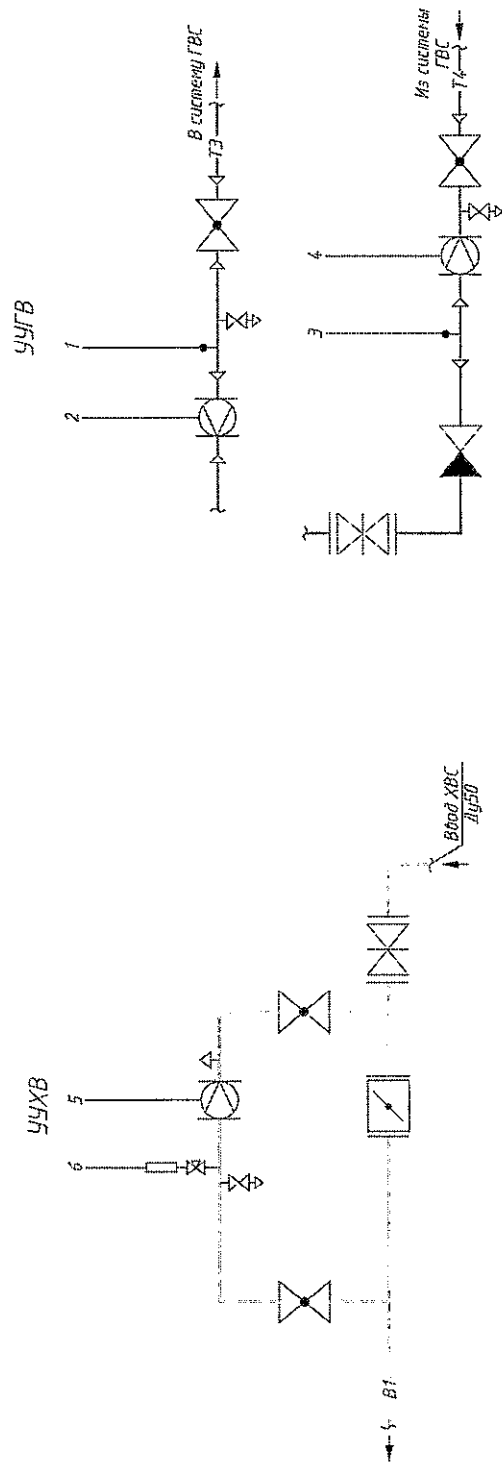 УУХВ
6
5
Ввод ХВС
Ду50
В1
УУГВ
2
1
В систему ГВС
Т3
3
4
Из системы
ГВС
Т4